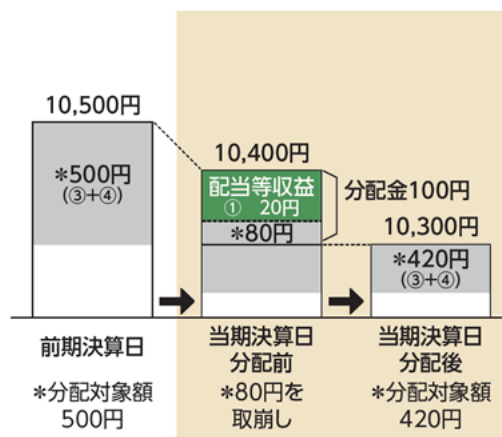 10,500円
*500円
(③+④)
10,400円
配当等収益
① 20円
*80円
分配金100円
10,300円
*420円
(③+④)
前期決算日
当期決算日
分配前
当期決算日
分配後
*分配対象額
500円
*80円を
取崩し
*分配対象額
420円